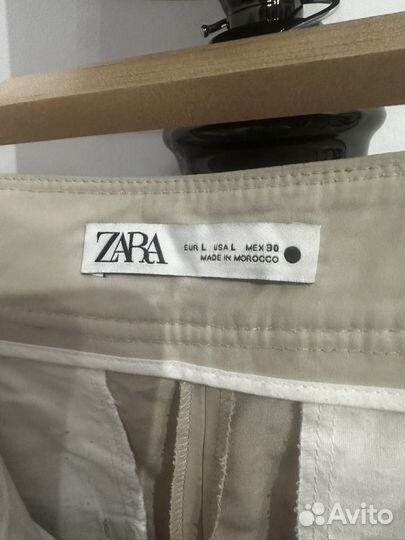 ZARA
EUR L USA L MEX 30
MADE IN MOROCCO
Avito